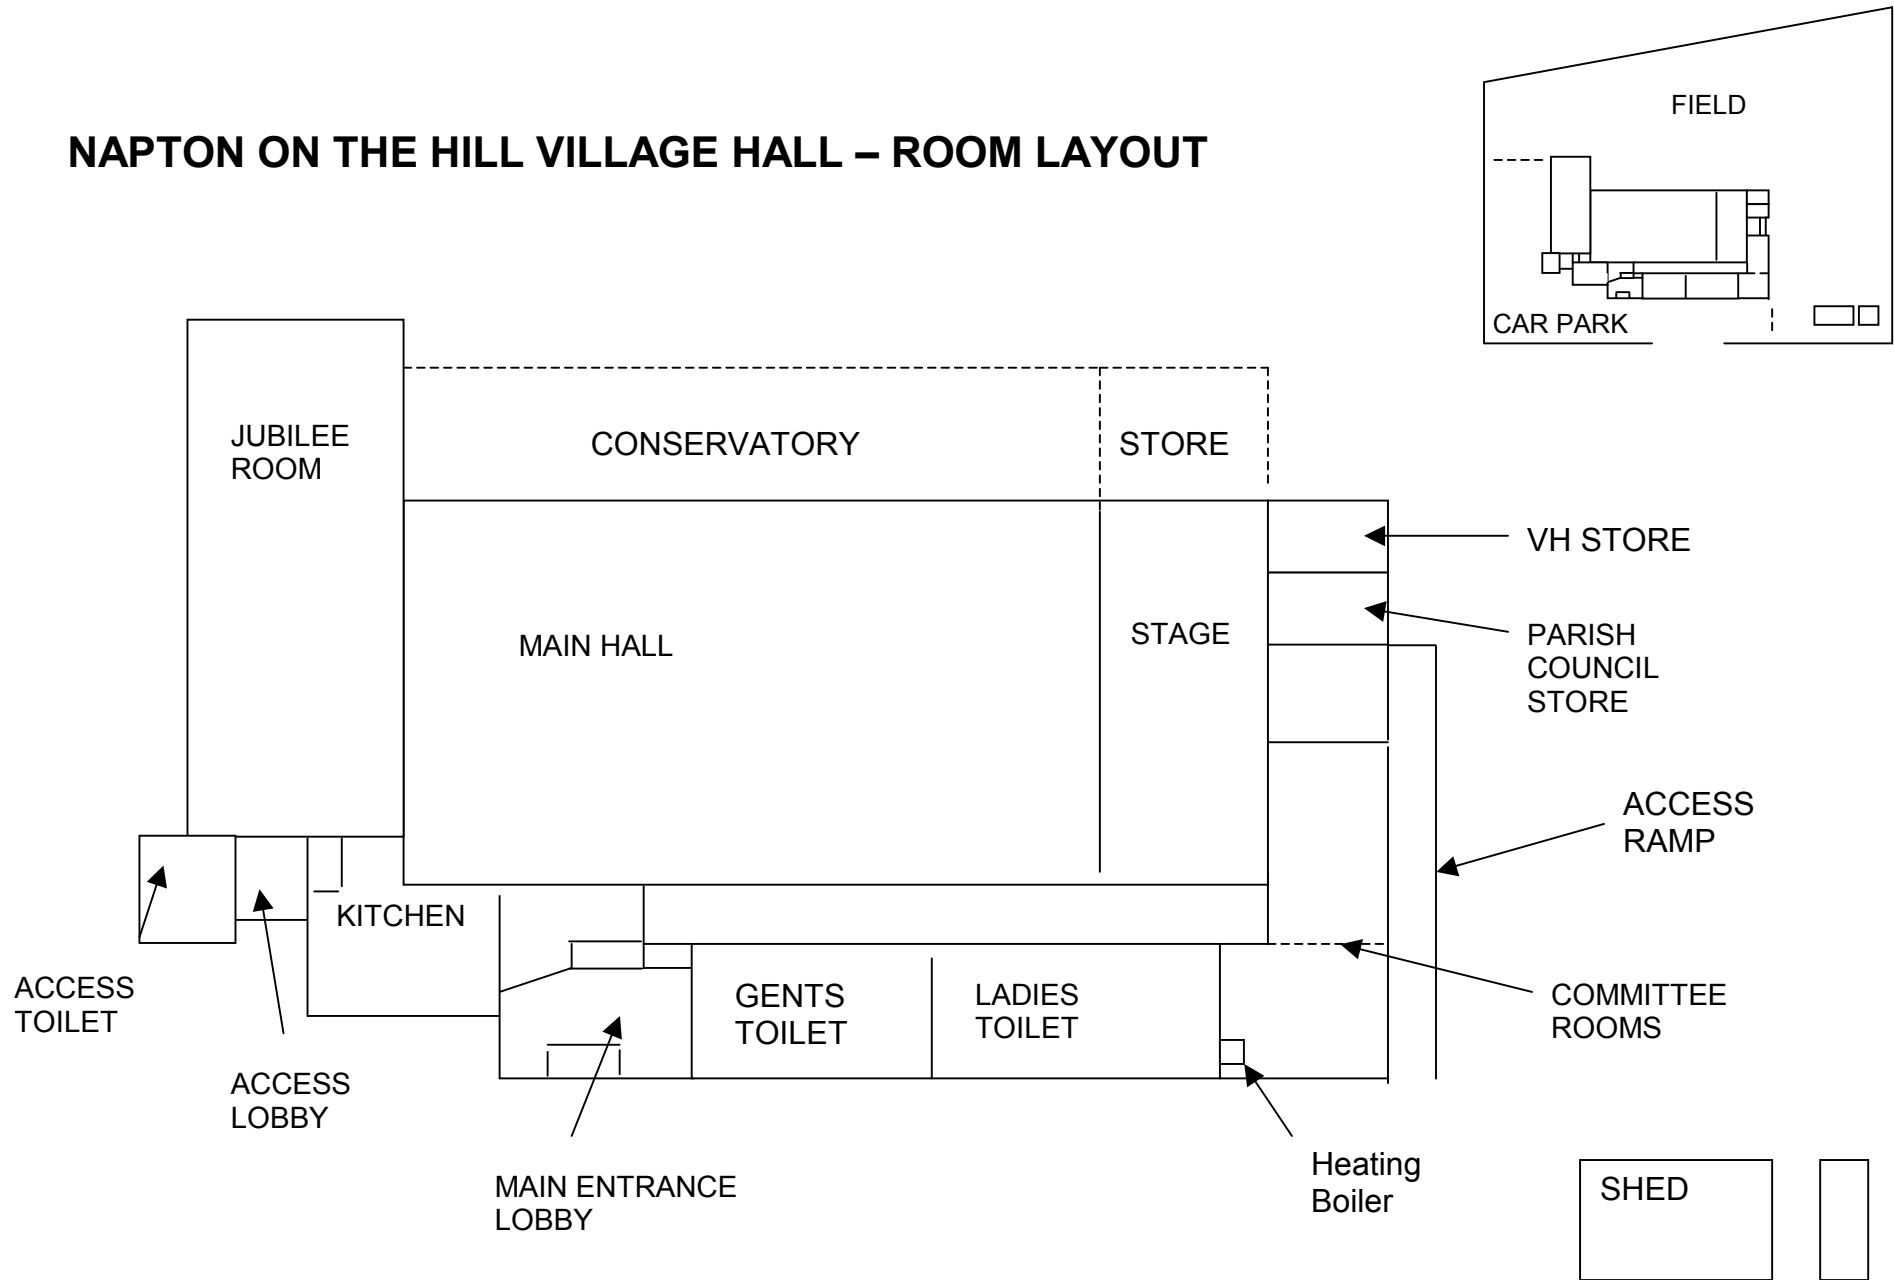 NAPTON ON THE HILL VILLAGE HALL – ROOM LAYOUT
FIELD
CAR PARK
JUBILEE
ROOM
CONSERVATORY
STORE
VH STORE
MAIN HALL
STAGE
PARISH
COUNCIL
STORE
ACCESS
RAMP
KITCHEN
ACCESS
TOILET
GENTS
TOILET
LADIES
TOILET
COMMITTEE
ROOMS
ACCESS
LOBBY
MAIN ENTRANCE
LOBBY
Heating
Boiler
SHED